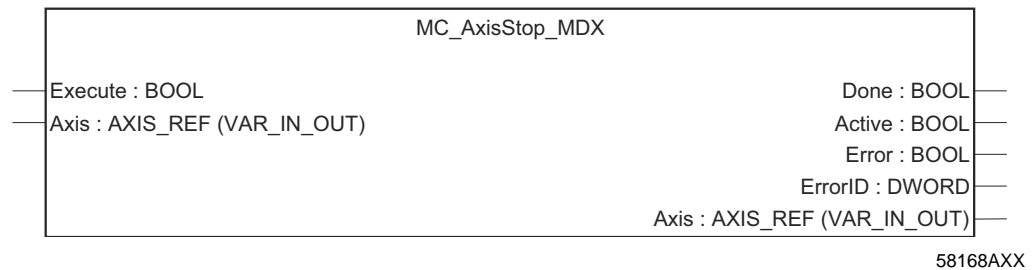 MC_AxisStop_MDX
Execute : BOOL Done : BOOL
Axis : AXIS_REF (VAR_IN_OUT) Active : BOOL
Error : BOOL
ErrorID : DWORD
Axis : AXIS_REF (VAR_IN_OUT)
58168AXX